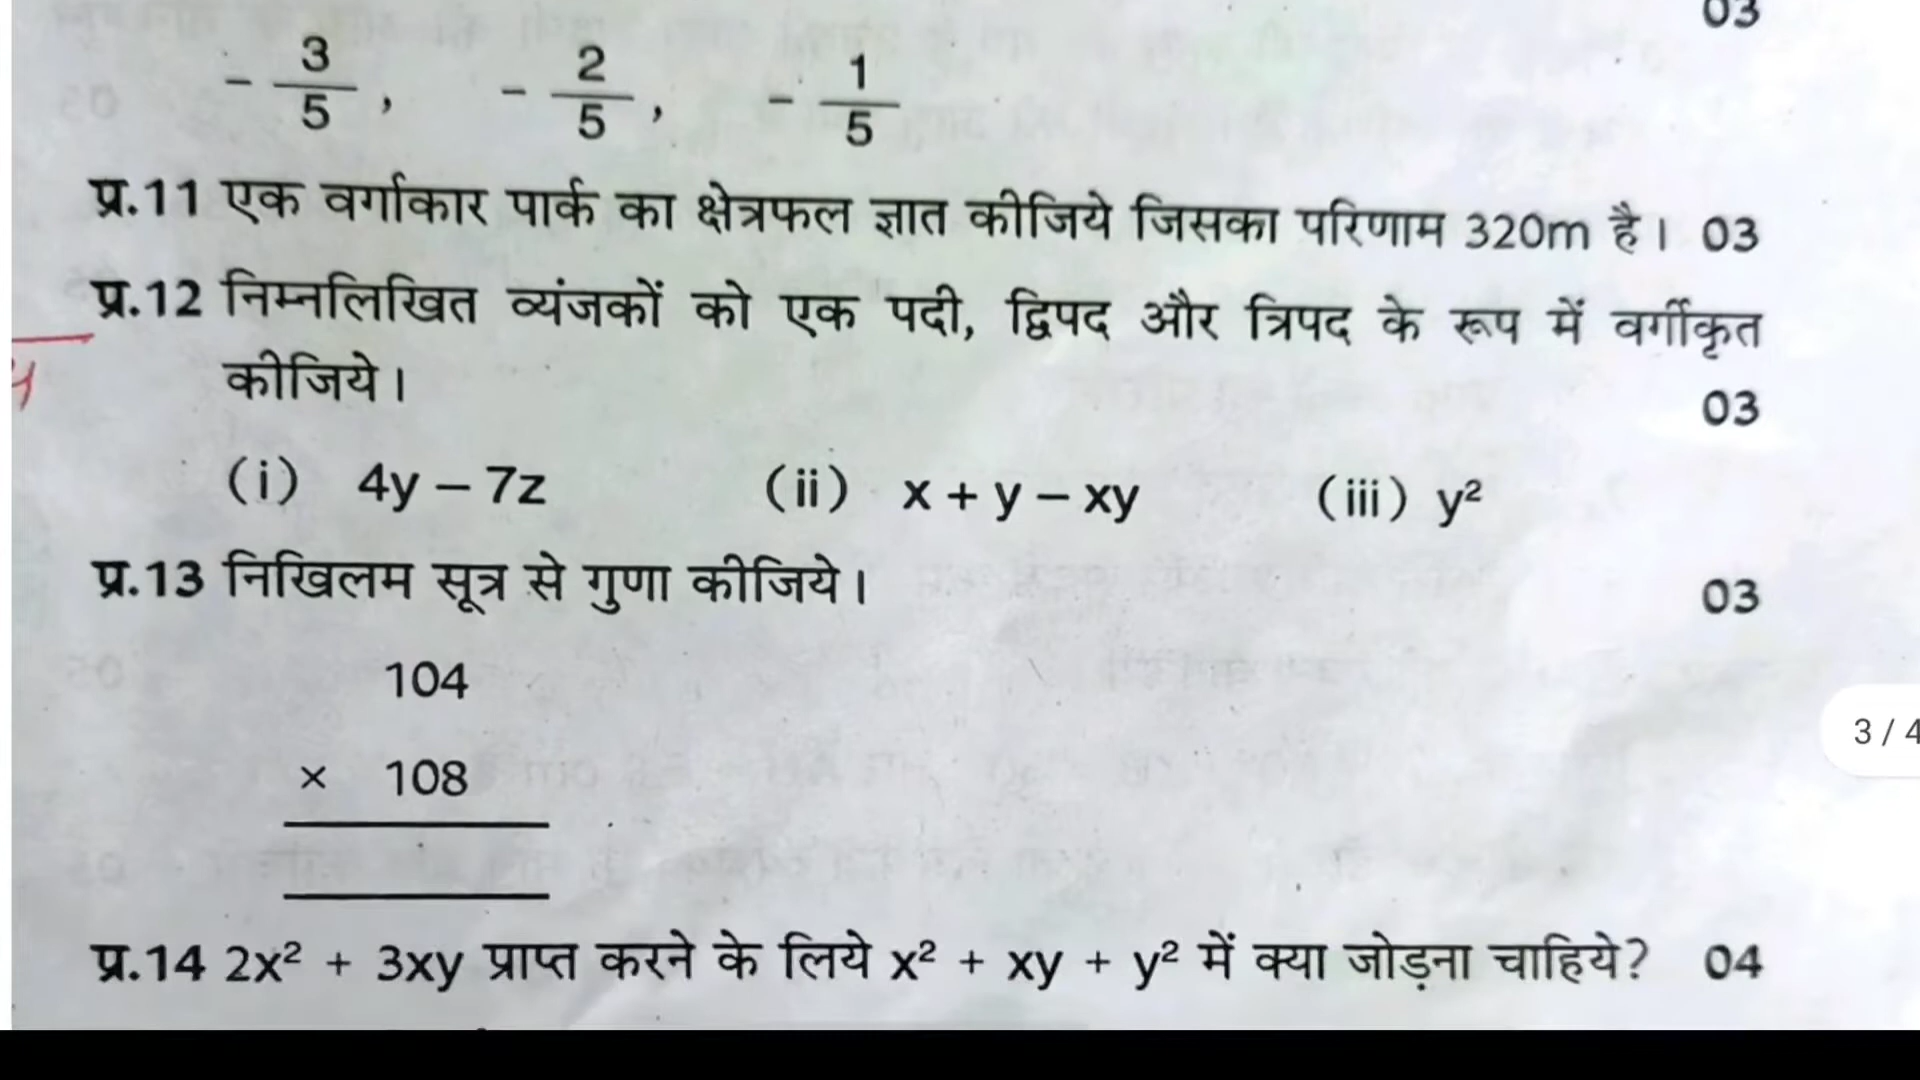 03
- 3/5, - 2/5, - 1/5
प्र.11 एक वर्गाकार पार्क का क्षेत्रफल ज्ञात कीजिये जिसका परिणाम 320m है। 03
प्र.12 निम्नलिखित व्यंजकों को एक पदी, द्विपद और त्रिपद के रूप में वर्गीकृत
कीजिये।
03
(i) 4y – 7z (ii) x + y – xy (iii) y²
प्र.13 निखिलम सूत्र से गुणा कीजिये। 03
104
× 108
3 / 4
प्र.14 2x² + 3xy प्राप्त करने के लिये x² + xy + y² में क्या जोड़ना चाहिये? 04